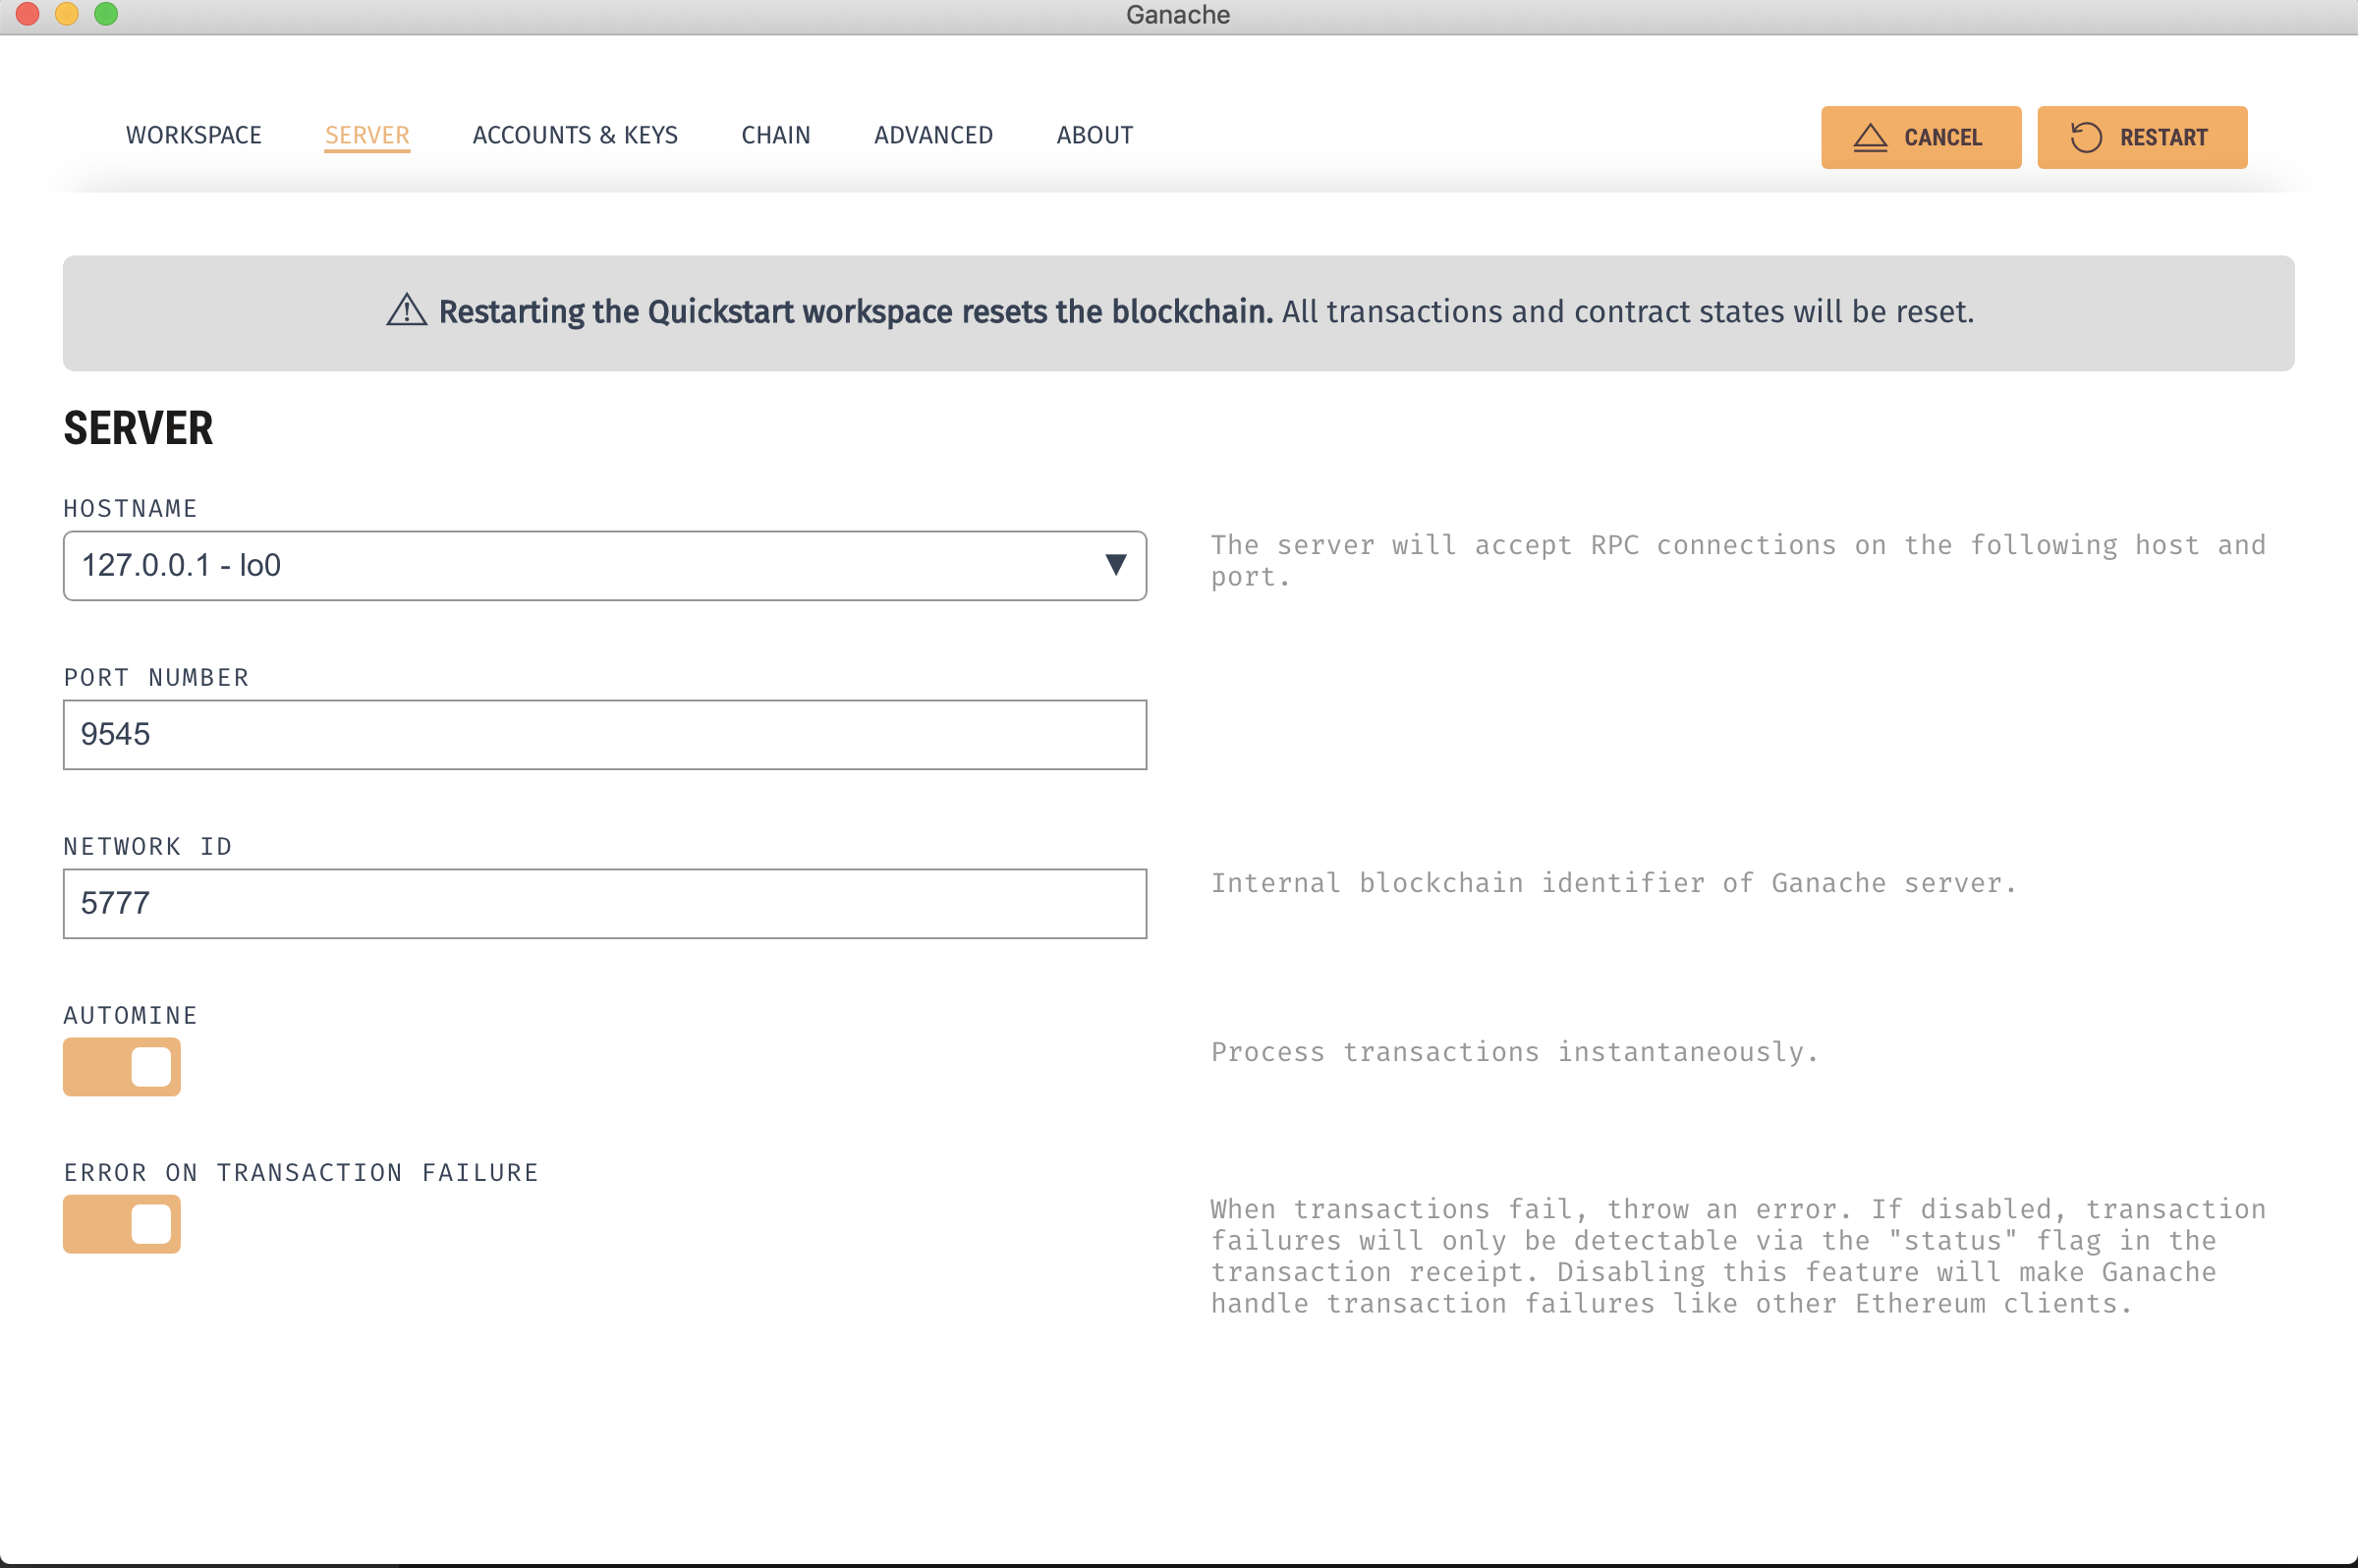 Ganache
WORKSPACE SERVER ACCOUNTS & KEYS CHAIN ADVANCED ABOUT CANCEL RESTART
Restarting the Quickstart workspace resets the blockchain. All transactions and contract states will be reset.
SERVER
HOSTNAME
127.0.0.1 - lo0
The server will accept RPC connections on the following host and
port.
PORT NUMBER
9545
NETWORK ID
5777
Internal blockchain identifier of Ganache server.
AUTOMINE
Process transactions instantaneously.
ERROR ON TRANSACTION FAILURE
When transactions fail, throw an error. If disabled, transaction
failures will only be detectable via the "status" flag in the
transaction receipt. Disabling this feature will make Ganache
handle transaction failures like other Ethereum clients.